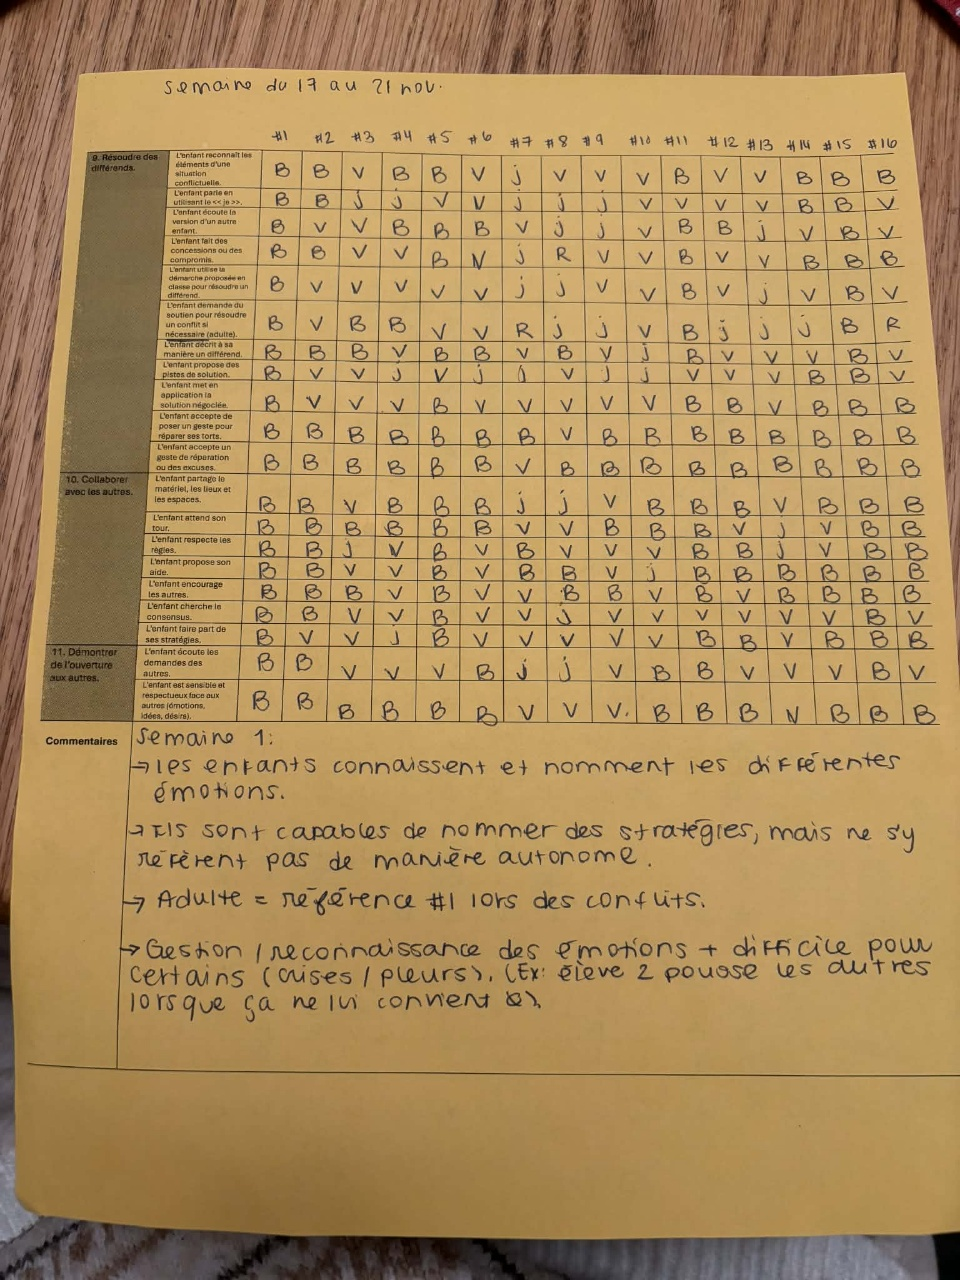 semaine du 17 au 21 nov.
#1 #2 #3 #4 #5 #6 #7 #8 #9 #10 #11 #12 #13 #14 #15 #16
9. Résoudre des différends.
L'enfant reconnaît les éléments d'une situation conflictuelle. B B V B B V j V V V B V V B B B
L'enfant parle en utilisant le << je >>. B B j j V V j j j V V V V B B V
L'enfant écoute la version d'un autre enfant. B V V B B B V j j V B B j V B V
L'enfant fait des concessions ou des compromis. B B V V B V j R V V B V V B B B
L'enfant utilise la démarche proposée en classe pour résoudre un différend. B V V V V V j j V V B V j V B V
L'enfant demande du soutien pour résoudre un conflit si nécessaire (adulte). B V B B V V R j j V B j j j B R
L'enfant décrit à sa manière un différend. B B B V B B V B V j B V V V B V
L'enfant propose des pistes de solution. B V V j V j j V j j V V V B B V
L'enfant met en application la solution négociée. B V V V B V V V V V B B V B B B
L'enfant accepte de poser un geste pour réparer ses torts. B B B B B B B V B B B B B B B B
L'enfant accepte un geste de réparation ou des excuses. B B B B B B V B B B B B B B B B
10. Collaborer avec les autres.
L'enfant partage le matériel, les lieux et les espaces. B B V B B B j j V B B B V B B B
L'enfant attend son tour. B B B B B B V V B B B V j V B B
L'enfant respecte les règles. B B j V B V B V V V B B j V B B
L'enfant propose son aide. B B V V B V B B V j B B B B B B
L'enfant encourage les autres. B B B V B V V B B V B V B B B B
L'enfant cherche le consensus. B B V V B V V j V V V V V V B V
L'enfant faire part de ses stratégies. B V V j B V V V V V B B V B B B
11. Démontrer de l'ouverture aux autres.
L'enfant écoute les demandes des autres. B B V V V B j j V B B V V V B V
L'enfant est sensible et respectueux face aux autres (émotions, idées, désirs). B B B B B B V V V. B B B V B B B
Commentaires
Semaine 1:
→ les enfants connaissent et nomment les différentes
émotions.
→ Ils sont capables de nommer des stratégies, mais ne s'y
réfèrent pas de manière autonome.
→ Adulte = référence #1 lors des conflits.
→ Gestion / reconnaissance des émotions + difficile pour
certains (crises / pleurs). (Ex: élève 2 pousse les autres
lorsque ça ne lui convient